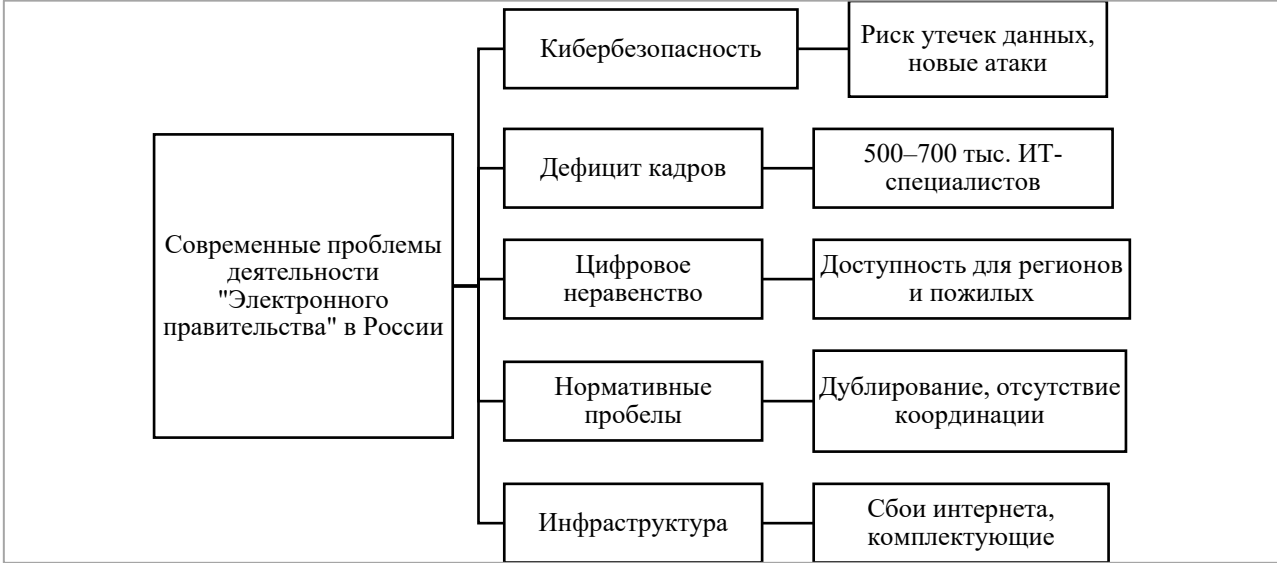 Кибербезопасность
Риск утечек данных,
новые атаки
Дефицит кадров
500–700 тыс. ИТ-
специалистов
Современные проблемы
деятельности
"Электронного
правительства" в России
Цифровое
неравенство
Доступность для регионов
и пожилых
Нормативные
пробелы
Дублирование, отсутствие
координации
Инфраструктура
Сбои интернета,
комплектующие